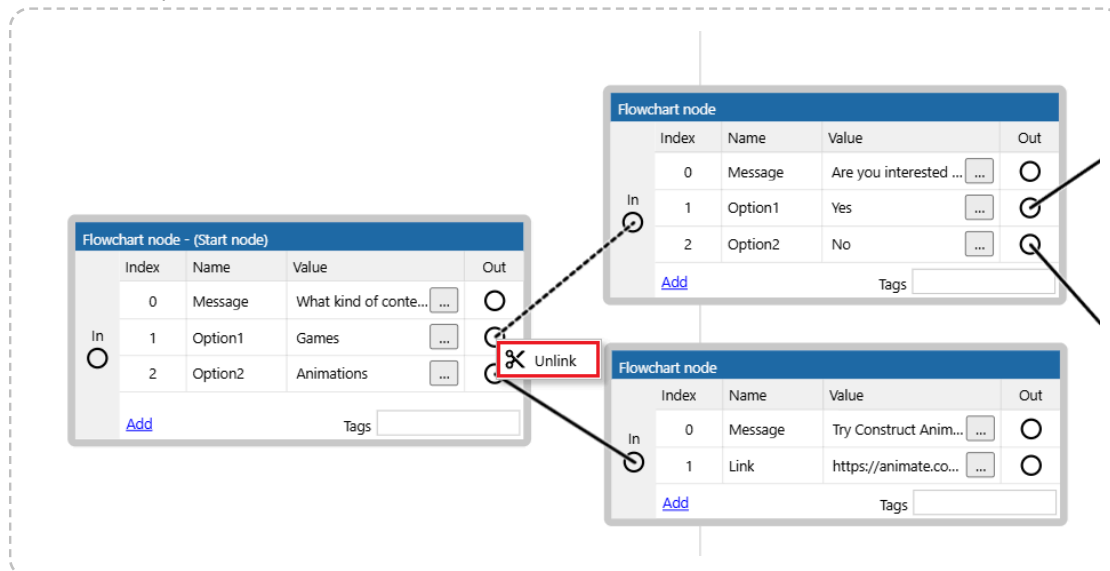 Flowchart node
Index Name Value Out
0 Message Are you interested ... ...
In
1 Option1 Yes ...
2 Option2 No ...
Add Tags
Flowchart node - (Start node)
Index Name Value Out
0 Message What kind of conte... ...
In
1 Option1 Games ...
2 Option2 Animations ...
Add Tags
Unlink
Flowchart node
Index Name Value Out
0 Message Try Construct Anim... ...
In
1 Link https://animate.co... ...
Add Tags